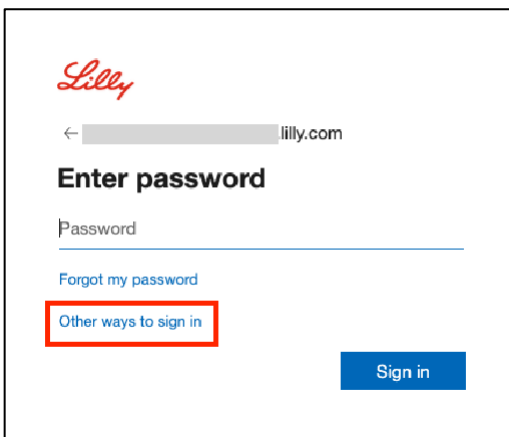 Lilly
lilly.com
Enter password
Password
Forgot my password
Other ways to sign in
Sign in